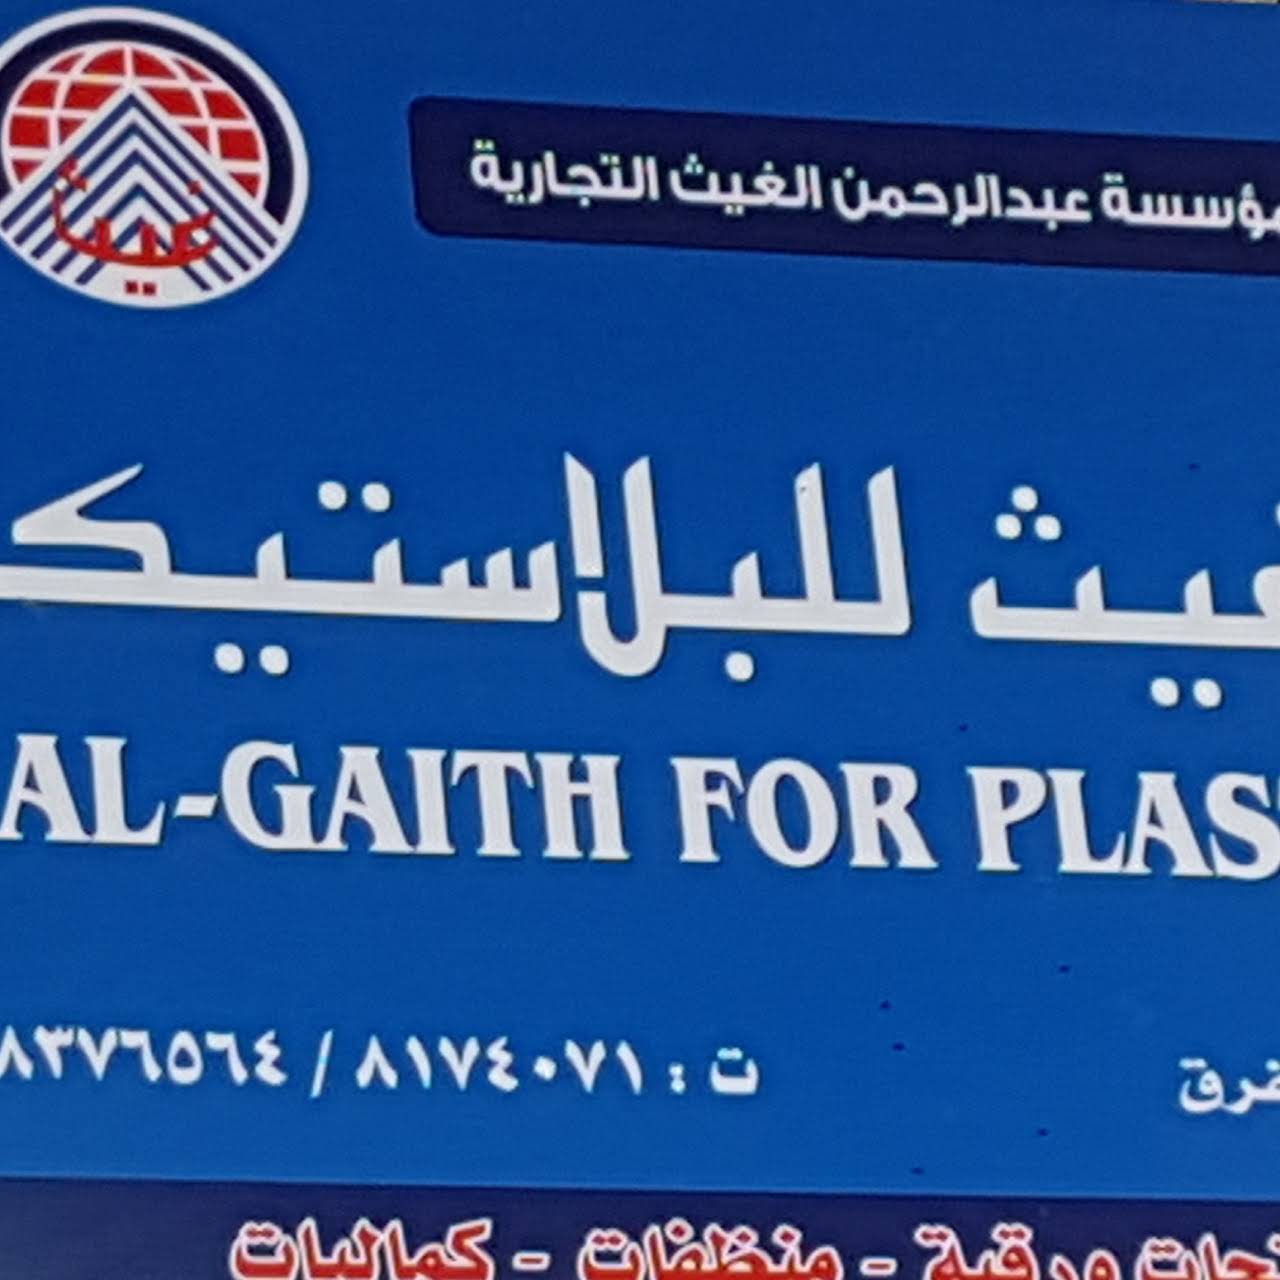 غيث
مؤسسة عبدالرحمن الغيث التجارية
غيث للبلاستيك
AL-GAITH FOR PLAS
ت : ٨١٧٤٠٧١ / ٨٣٧٦٥٦٤
ورقية - منظفات - كماليات